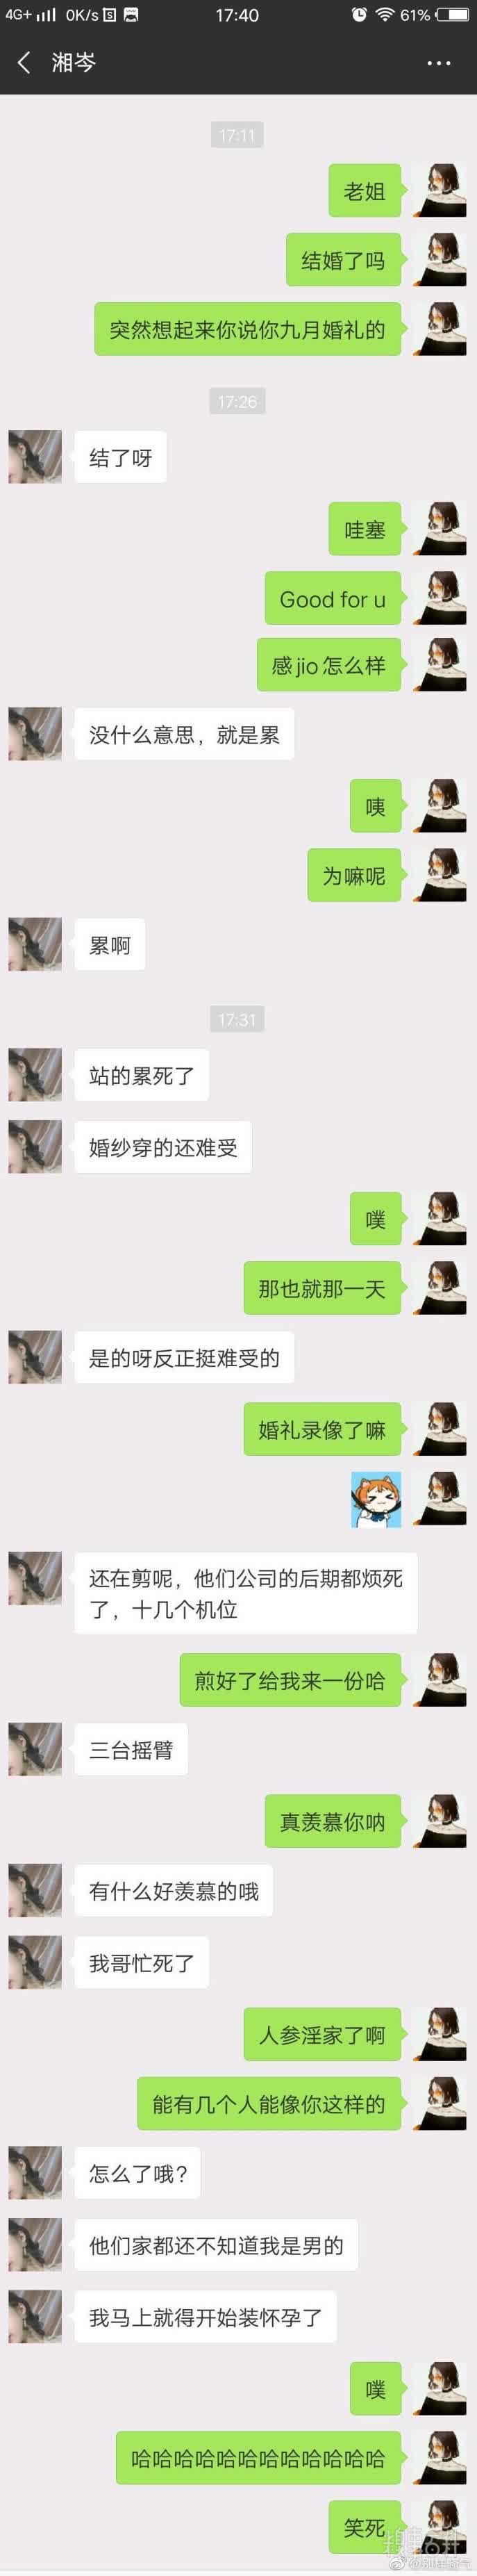 4G+ 0K/s 17:40 61%
湘岑
17:11
老姐
结婚了吗
突然想起来你说你九月婚礼的
17:26
结了呀
哇塞
Good for u
感jio怎么样
没什么意思，就是累
咦
为嘛呢
累啊
17:31
站的累死了
婚纱穿的还难受
噗
那也就那一天
是的呀反正挺难受的
婚礼录像了嘛
还在剪呢，他们公司的后期都烦死
了，十几个机位
煎好了给我来一份哈
三台摇臂
真羡慕你呐
有什么好羡慕的哦
我哥忙死了
人参淫家了啊
能有几个人能像你这样的
怎么了哦?
他们家都还不知道我是男的
我马上就得开始装怀孕了
噗
哈哈哈哈哈哈哈哈哈哈哈哈
笑死